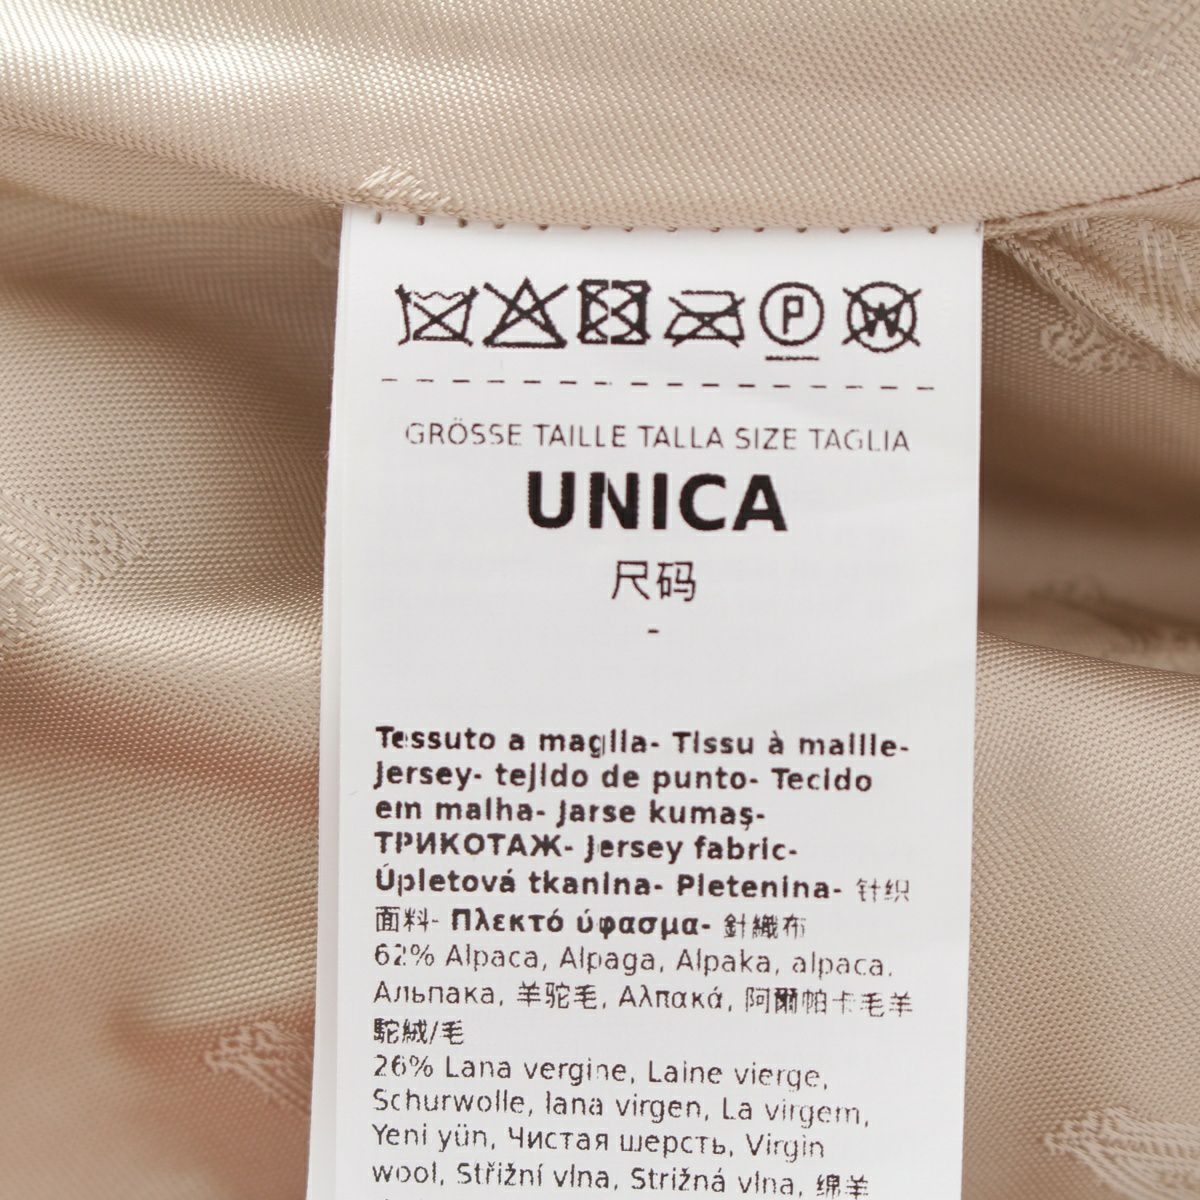 P W
GRÖSSE TAILLE TALLA SIZE TAGLIA
UNICA
尺码
-
Tessuto a maglia- Tissu à maille-
Jersey- tejido de punto- Tecido
em malha- Jarse kumaş-
ТРИКОТАЖ- Jersey fabric-
Úpletová tkanina- Pletenina- 针织
面料- Πλεκτό ύφασμα- 針織布
62% Alpaca, Alpaga, Alpaka, alpaca.
Альпака, 羊驼毛, Αλπακά, 阿爾帕卡毛羊
駝絨/毛
26% Lana vergine, Laine vierge,
Schurwolle, lana virgen, La virgem,
Yeni yün, Чистая шерсть, Virgin
wool, Střižní vlna, Strižná vlna, 绵羊